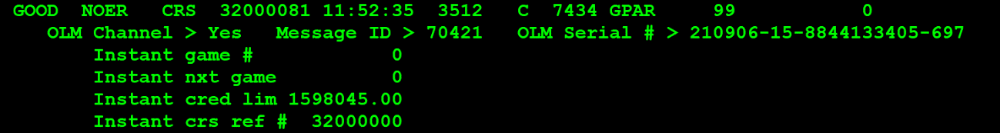 GOOD NOER CRS 32000081 11:52:35 3512 C 7434 GPAR 99 0
OLM Channel > Yes Message ID > 70421 OLM Serial # > 210906-15-8844133405-697
Instant game # 0
Instant nxt game 0
Instant cred lim 1598045.00
Instant crs ref # 32000000